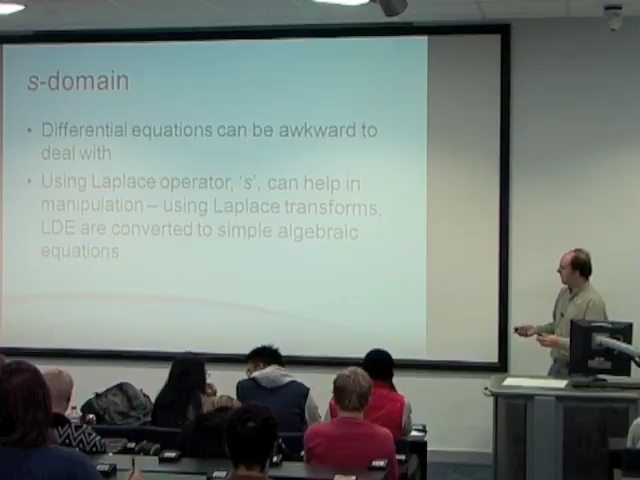 s-domain
• Differential equations can be awkward to
deal with
• Using Laplace operator, ‘s’, can help in
manipulation – using Laplace transforms,
LDE are converted to simple algebraic
equations